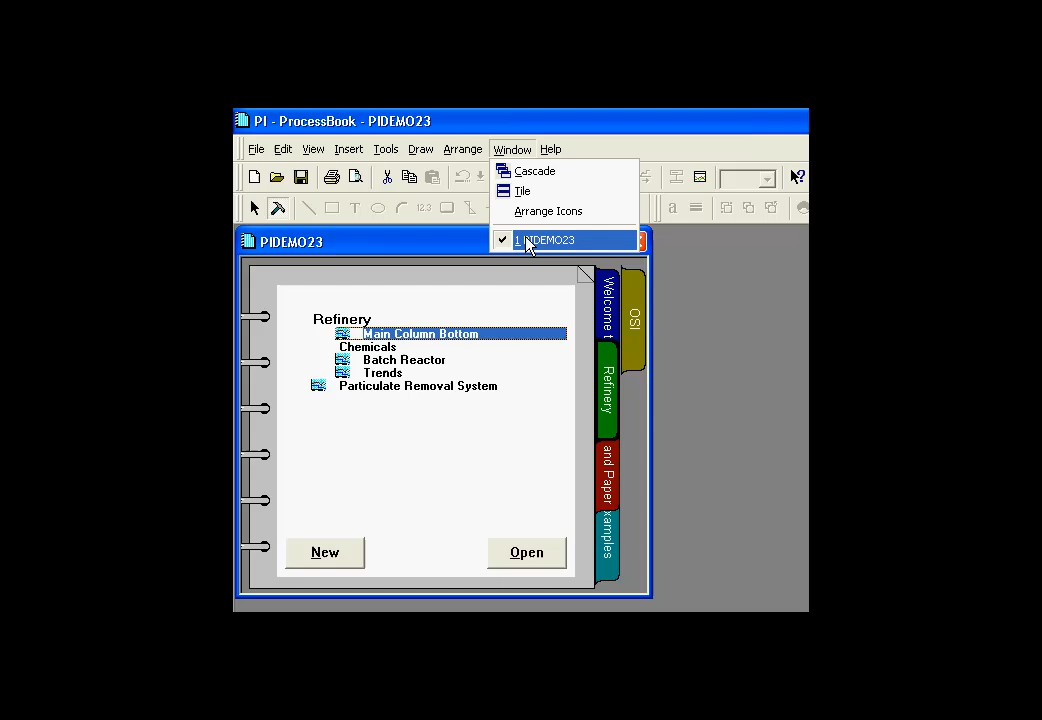 PI - ProcessBook - PIDEMO23
File Edit View Insert Tools Draw Arrange Window Help
Cascade
Tile
Arrange Icons
1 PIDEMO23
12.3
a
PIDEMO23
Refinery
Main Column Bottom
Chemicals
Batch Reactor
Trends
Particulate Removal System
New
Open
Welcome t
Refinery
and Paper
xamples
OSI